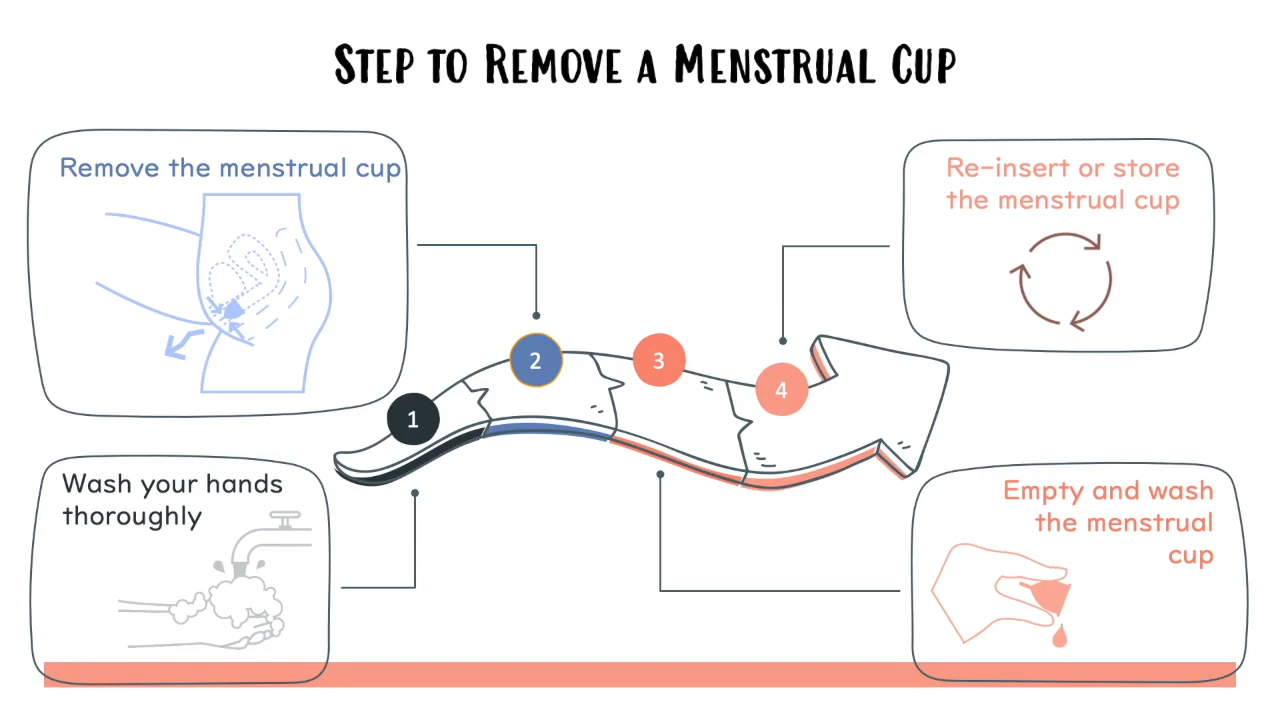 STEP TO REMOVE A MENSTRUAL CUP
Remove the menstrual cup
Re-insert or store
the menstrual cup
1
2
3
4
Wash your hands
thoroughly
Empty and wash
the menstrual
cup